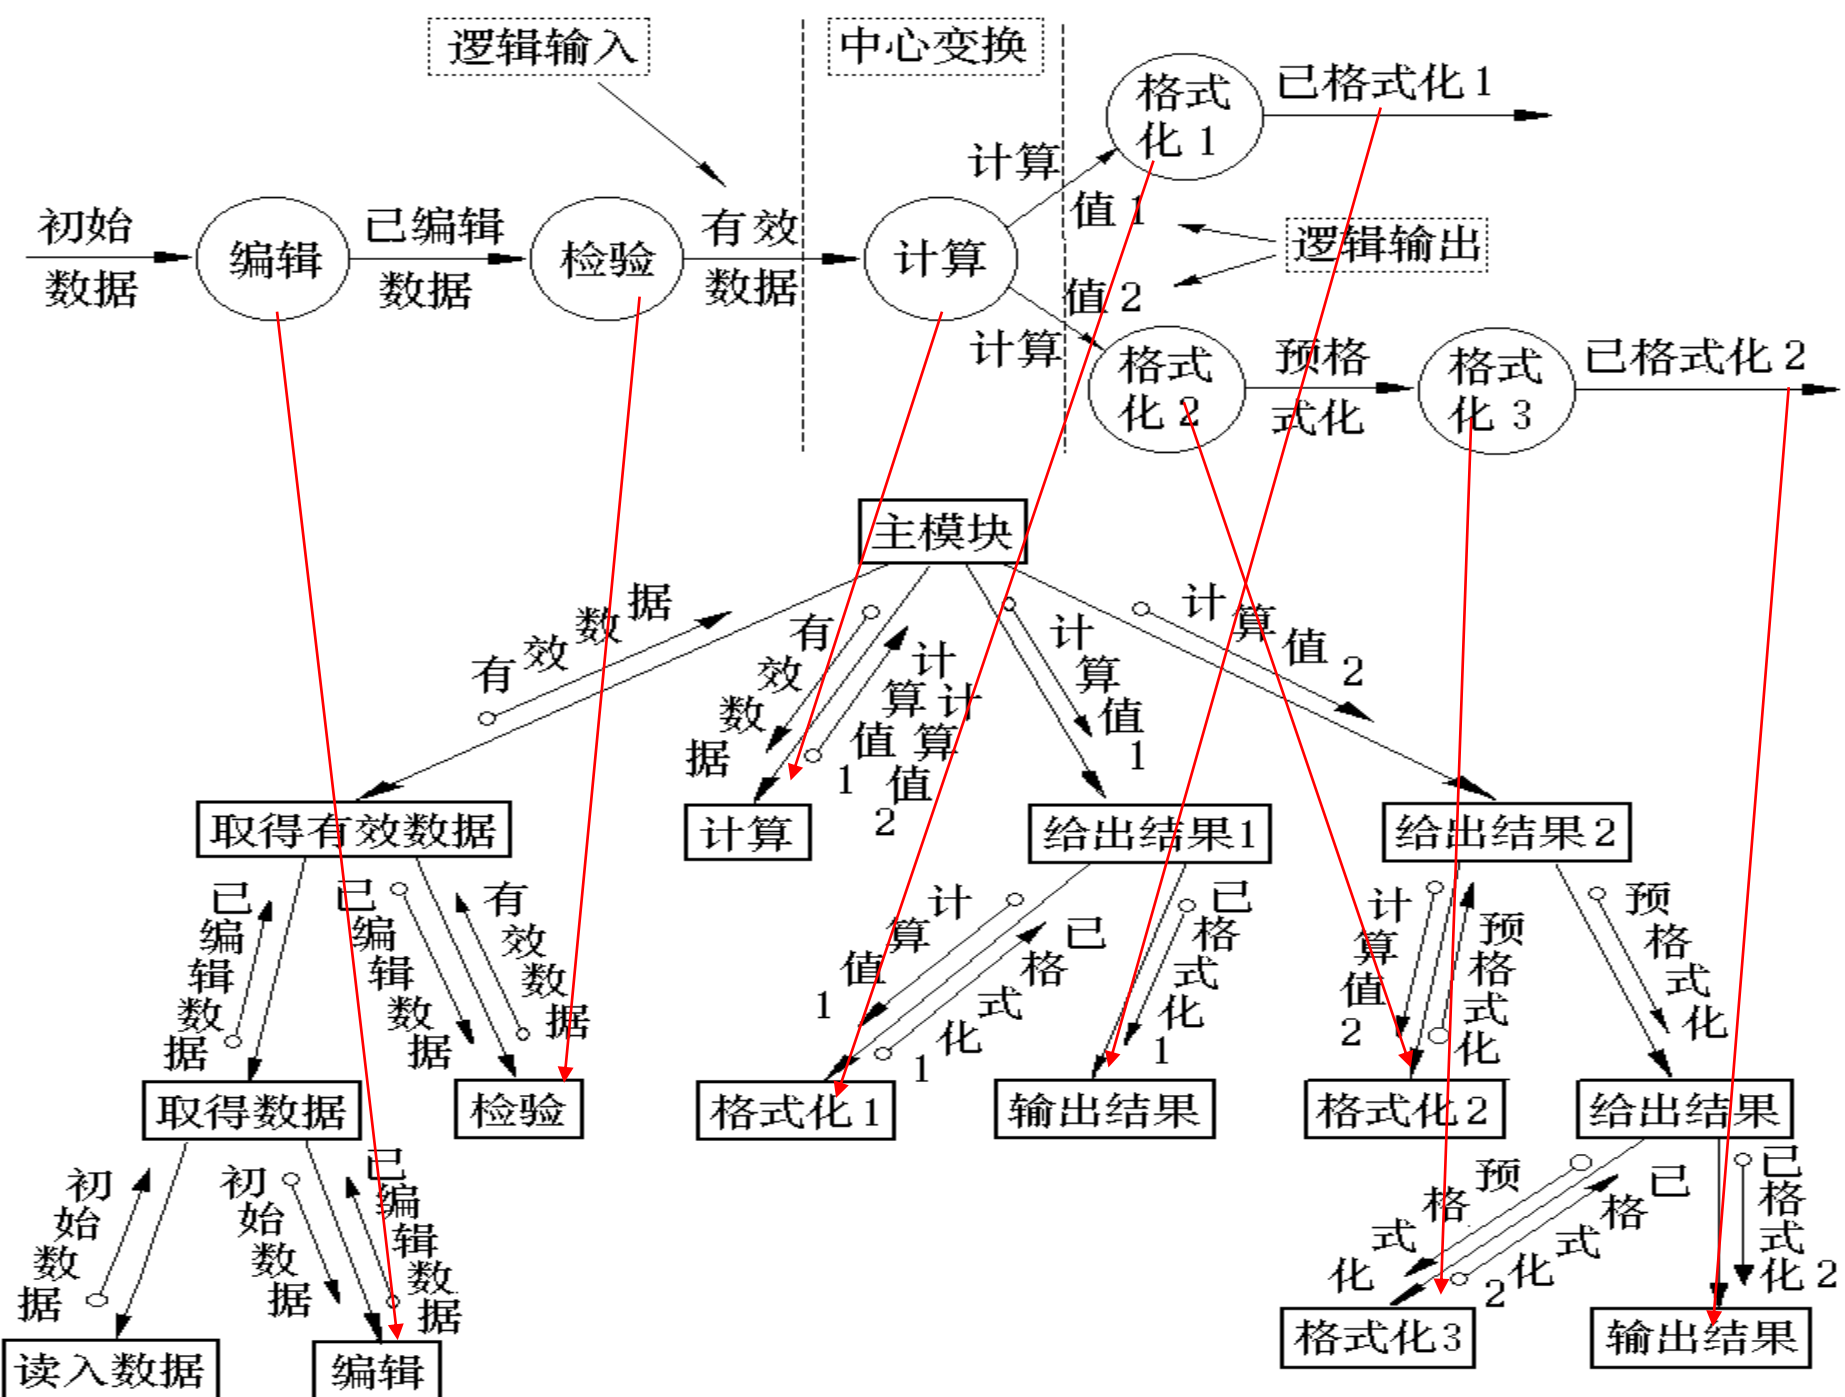 逻辑输入
中心变换
格式
化1
已格式化1
计算
值1
初始
数据
编辑
已编辑
数据
检验
有效
数据
计算
逻辑输出
值2
计算
格式
化2
预格
式化
格式
化3
已格式化2
主模块
有效数据
有效数据
计算值1
计算值2
计算值1
计算值2
取得有效数据
计算
给出结果1
给出结果2
已编辑数据
已编辑数据
有效数据
计算值1
已格式化1
已格式化1
计算值2
预格式化
预格式化
取得数据
检验
格式化1
输出结果
格式化2
给出结果
初始数据
初始数据
已编辑数据
预格式化
已格式化2
已格式化2
读入数据
编辑
格式化3
输出结果